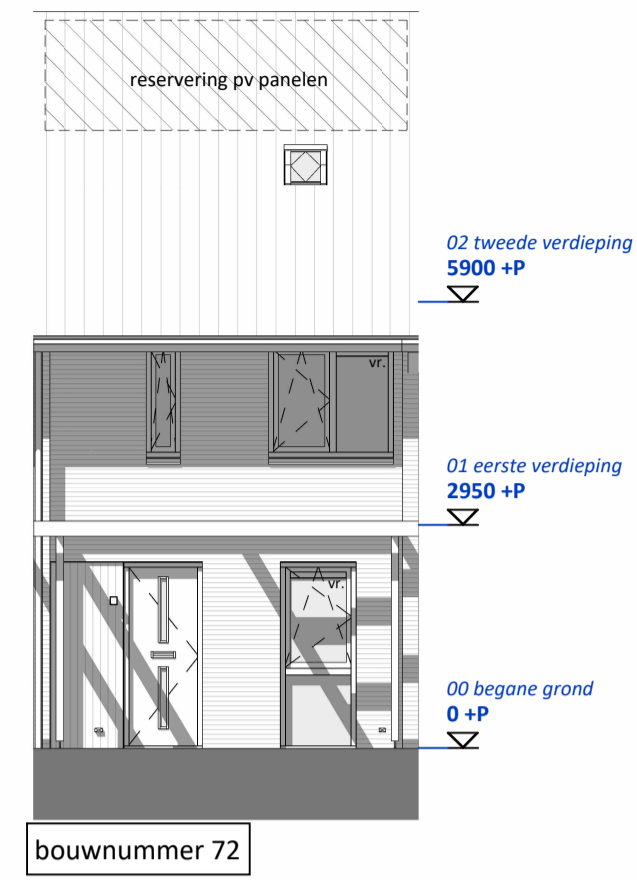 reservering pv panelen
02 tweede verdieping
5900 +P
vr.
01 eerste verdieping
2950 +P
vr.
00 begane grond
0 +P
bouwnummer 72